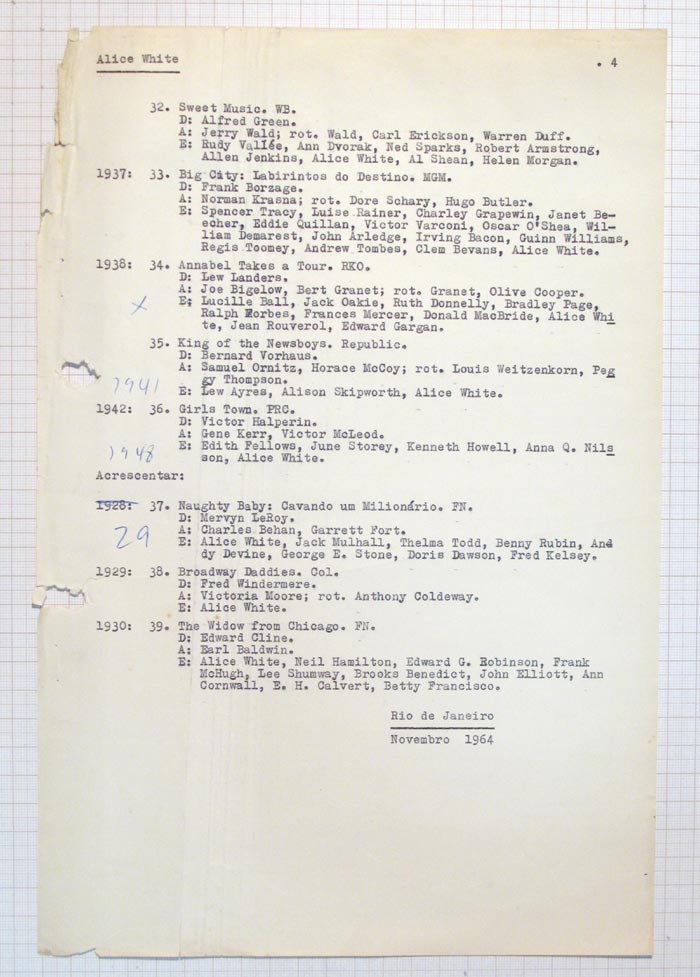 Alice White . 4
32. Sweet Music. WB.
D: Alfred Green.
A: Jerry Wald; rot. Wald, Carl Erickson, Warren Duff.
E: Rudy Vallée, Ann Dvorak, Ned Sparks, Robert Armstrong,
Allen Jenkins, Alice White, Al Shean, Helen Morgan.
1937: 33. Big City: Labirintos do Destino. MGM.
D: Frank Borzage.
A: Norman Krasna; rot. Dore Schary, Hugo Butler.
E: Spencer Tracy, Luise Rainer, Charley Grapewin, Janet Be-
echer, Eddie Quillan, Victor Varconi, Oscar O'Shea, Wil-
liam Demarest, John Arledge, Irving Bacon, Guinn Williams,
Regis Toomey, Andrew Tombes, Clem Bevans, Alice White.
1938: 34. Annabel Takes a Tour. RKO.
D: Lew Landers.
A: Joe Bigelow, Bert Granet; rot. Granet, Olive Cooper.
x E: Lucille Ball, Jack Oakie, Ruth Donnelly, Bradley Page,
Ralph Forbes, Frances Mercer, Donald MacBride, Alice Whi
te, Jean Rouverol, Edward Gargan.
35. King of the Newsboys. Republic.
D: Bernard Vorhaus.
A: Samuel Ornitz, Horace McCoy; rot. Louis Weitzenkorn, Peg
gy Thompson.
1941 E: Lew Ayres, Alison Skipworth, Alice White.
1942: 36. Girls Town. PRC.
D: Victor Halperin.
A: Gene Kerr, Victor McLeod.
1948 E: Edith Fellows, June Storey, Kenneth Howell, Anna Q. Nils
son, Alice White.
Acrescentar:
1928: 37. Naughty Baby: Cavando um Milionário. FN.
D: Mervyn LeRoy.
29 A: Charles Behan, Garrett Fort.
E: Alice White, Jack Mulhall, Thelma Todd, Benny Rubin, An
dy Devine, George E. Stone, Doris Dawson, Fred Kelsey.
1929: 38. Broadway Daddies. Col.
D: Fred Windermere.
A: Victoria Moore; rot. Anthony Coldeway.
E: Alice White.
1930: 39. The Widow from Chicago. FN.
D: Edward Cline.
A: Earl Baldwin.
E: Alice White, Neil Hamilton, Edward G. Robinson, Frank
McHugh, Lee Shumway, Brooks Benedict, John Elliott, Ann
Cornwall, E. H. Calvert, Betty Francisco.
Rio de Janeiro
Novembro 1964